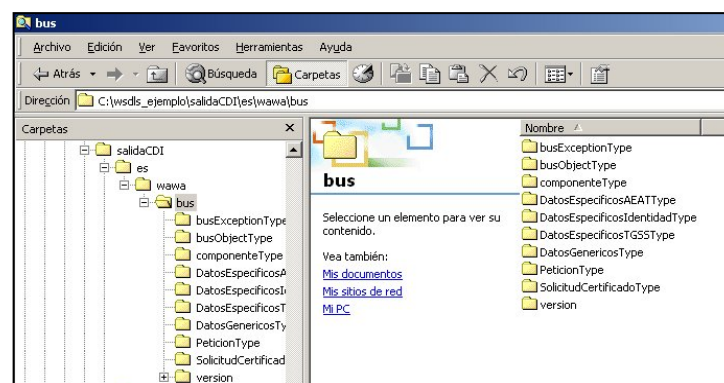 bus
Archivo Edición Ver Favoritos Herramientas Ayuda
Atrás Búsqueda Carpetas
Dirección C:\wsdls_ejemplo\salidaCDI\es\wawa\bus
Carpetas x
salidaCDI
es
wawa
bus
busExceptionType
busObjectType
componenteType
DatosEspecificosA
DatosEspecificosI
DatosEspecificosT
DatosGenericosTy
PeticionType
SolicitudCertificad
version
bus
Seleccione un elemento para ver su
contenido.
Vea también:
Mis documentos
Mis sitios de red
Mi PC
Nombre
busExceptionType
busObjectType
componenteType
DatosEspecificosAEATType
DatosEspecificosIdentidadType
DatosEspecificosTGSSType
DatosGenericosType
PeticionType
SolicitudCertificadoType
version